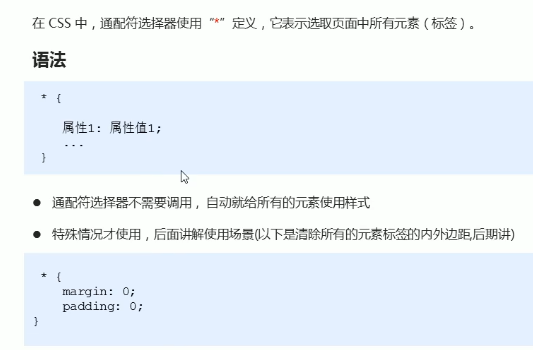 在 CSS 中，通配符选择器使用“*”定义，它表示选取页面中所有元素（标签）。
语法
* {
属性1: 属性值1;
...
}
● 通配符选择器不需要调用，自动就给所有的元素使用样式
● 特殊情况才使用，后面讲解使用场景(以下是清除所有的元素标签的内外边距,后期讲)
* {
margin: 0;
padding: 0;
}